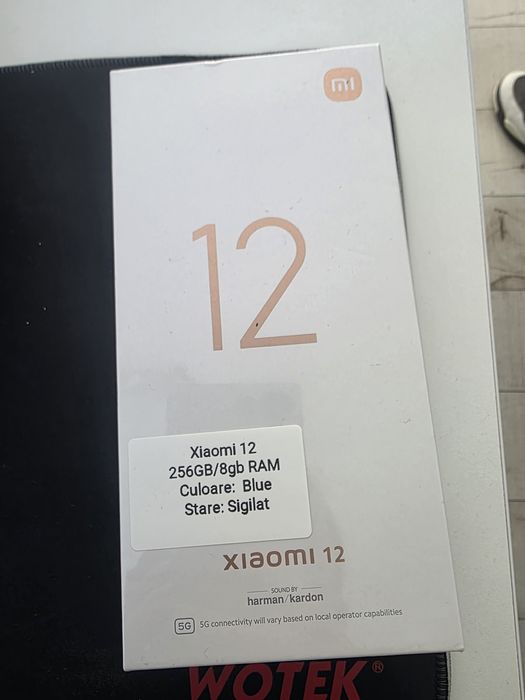 mi
12
Xiaomi 12
256GB/8gb RAM
Culoare: Blue
Stare: Sigilat
xiaomi 12
SOUND BY
harman/kardon
5G 5G connectivity will vary based on local operator capabilities
WOTEK®